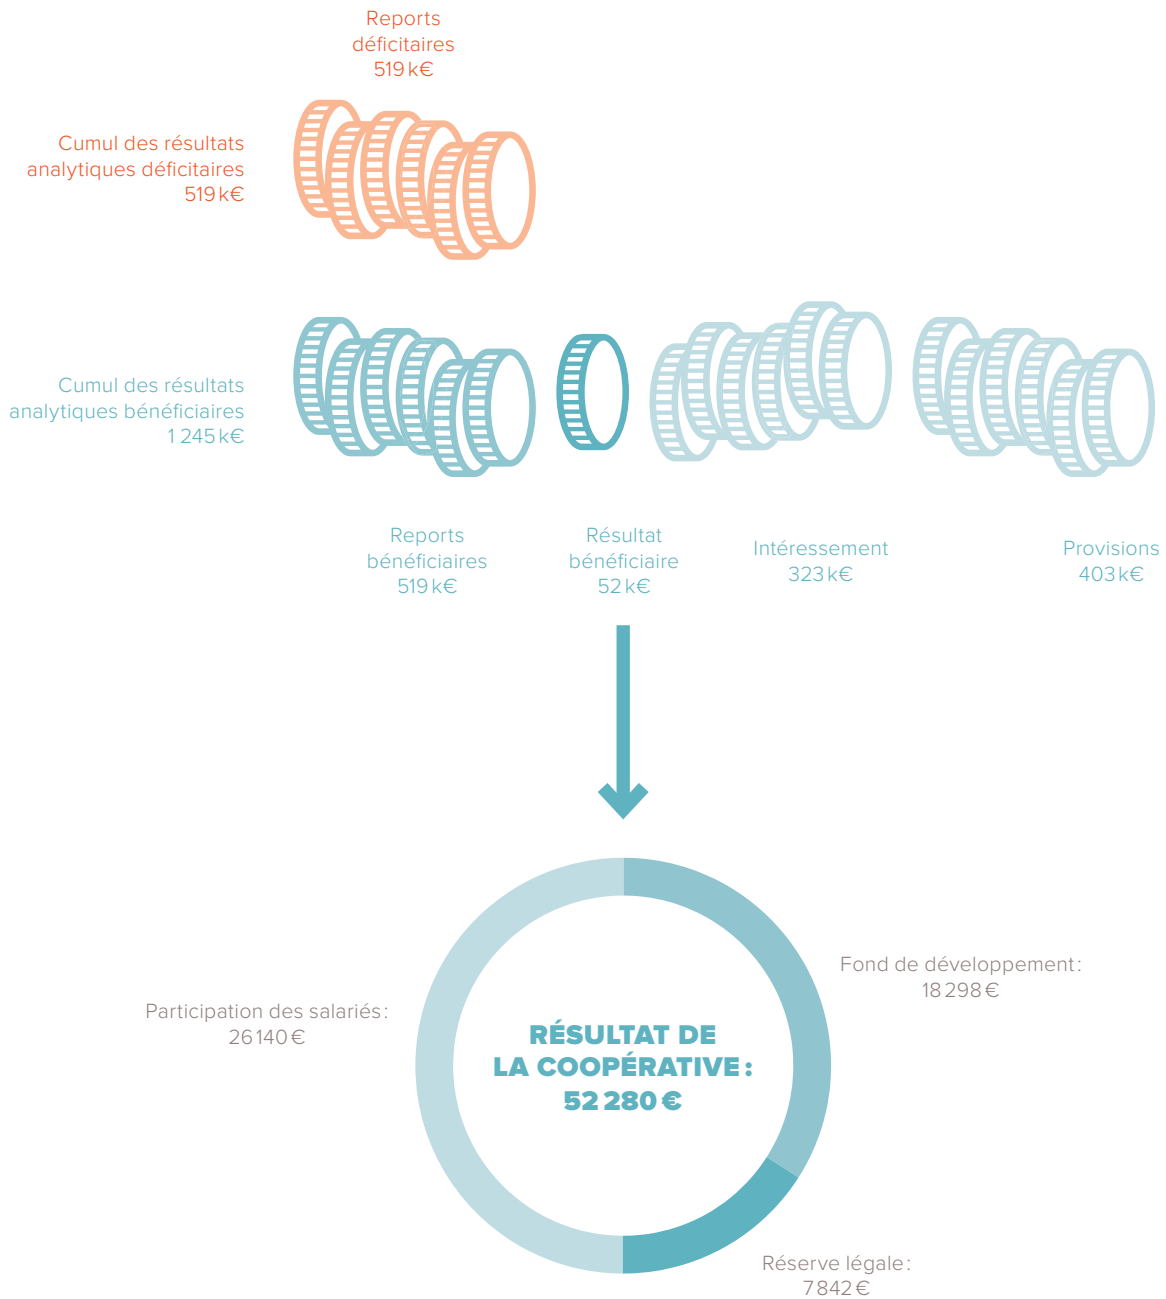 Reports
déficitaires
519 k€
Cumul des résultats
analytiques déficitaires
519 k€
Cumul des résultats
analytiques bénéficiaires
1 245 k€
Reports
bénéficiaires
519 k€
Résultat
bénéficiaire
52 k€
Intéressement
323 k€
Provisions
403 k€
Fond de développement :
18 298 €
Participation des salariés :
26 140 €
RÉSULTAT DE
LA COOPÉRATIVE :
52 280 €
Réserve légale :
7 842 €